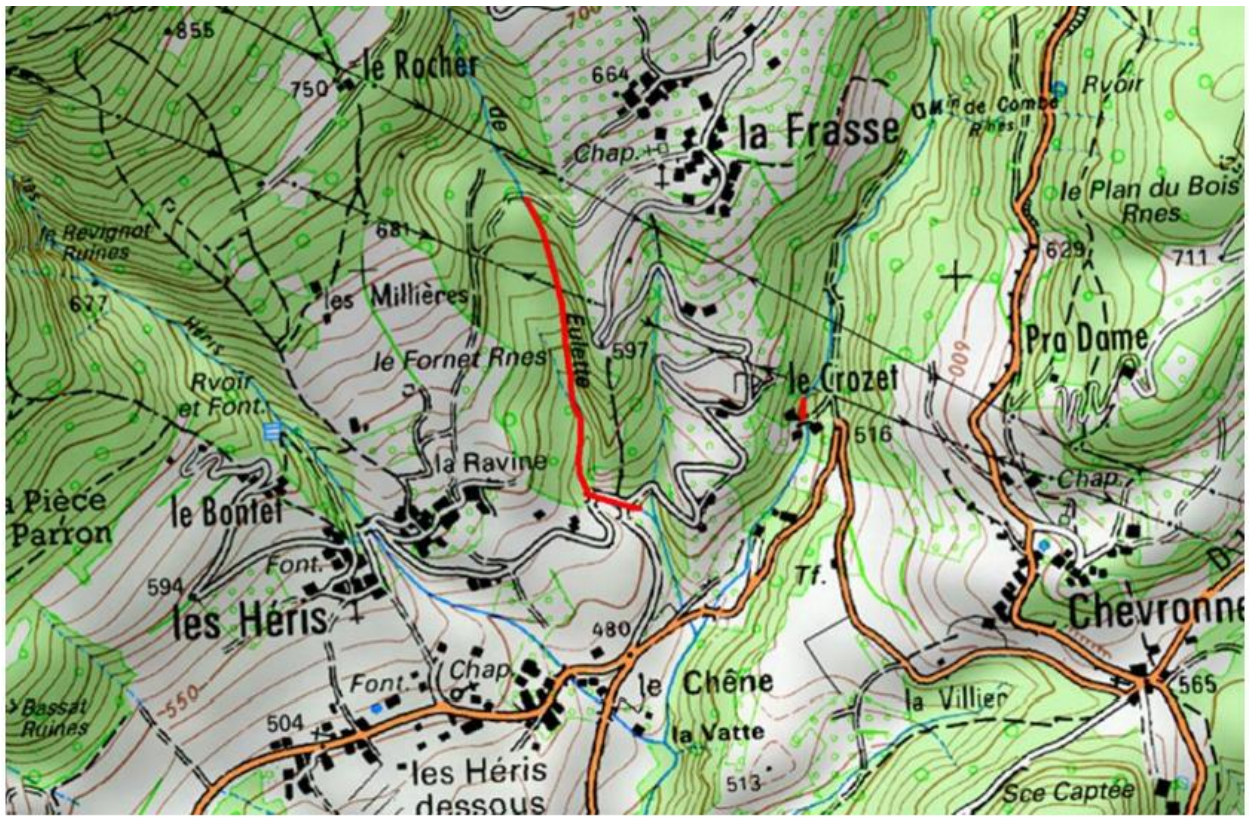 855
700
le Rocher
750
664
de
la Frasse
Chap.
Min de Combe
Rnes
Rvoir
le Plan du Bois
Rnes
le Revignot
Ruines
681
629
711
677
les Millières
Héris
le Fornet Rnes
597
600
Pra Dame
Rvoir
et Font.
le Crozet
516
la Ravine
Chap.
a Pièce
Parron
le Bontet
Font.
594
Tf.
les Héris
480
Chevronne
Chap.
Font.
550
le Chêne
565
la Villier
Bassat
Ruines
504
la Vatte
les Héris
dessous
513
Sce Captée